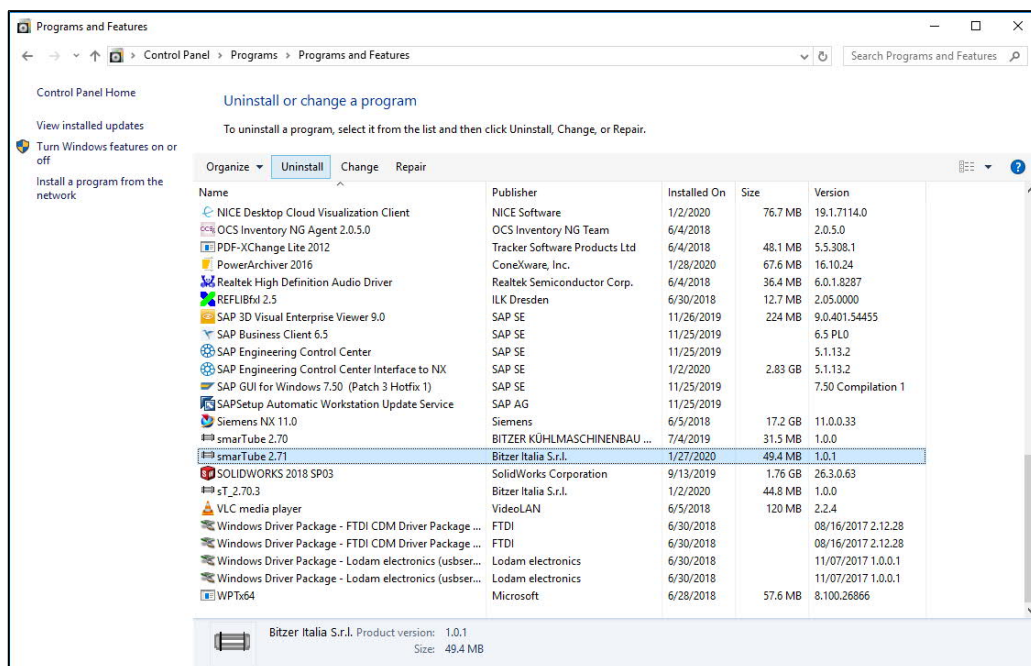 Programs and Features
Control Panel > Programs > Programs and Features
Search Programs and Features
Control Panel Home
View installed updates
Turn Windows features on or
off
Install a program from the
network
Uninstall or change a program
To uninstall a program, select it from the list and then click Uninstall, Change, or Repair.
Organize Uninstall Change Repair
Name Publisher Installed On Size Version
NICE Desktop Cloud Visualization Client NICE Software 1/2/2020 76.7 MB 19.1.7114.0
OCS Inventory NG Agent 2.0.5.0 OCS Inventory NG Team 6/4/2018 2.0.5.0
PDF-XChange Lite 2012 Tracker Software Products Ltd 6/4/2018 48.1 MB 5.5.308.1
PowerArchiver 2016 ConeXware, Inc. 1/28/2020 67.6 MB 16.10.24
Realtek High Definition Audio Driver Realtek Semiconductor Corp. 6/4/2018 36.4 MB 6.0.1.8287
REFLIBfxl 2.5 ILK Dresden 6/30/2018 12.7 MB 2.05.0000
SAP 3D Visual Enterprise Viewer 9.0 SAP SE 11/26/2019 224 MB 9.0.401.54455
SAP Business Client 6.5 SAP SE 11/25/2019 6.5 PL0
SAP Engineering Control Center SAP SE 11/25/2019 5.1.13.2
SAP Engineering Control Center Interface to NX SAP SE 1/2/2020 2.83 GB 5.1.13.2
SAP GUI for Windows 7.50 (Patch 3 Hotfix 1) SAP SE 11/25/2019 7.50 Compilation 1
SAPSetup Automatic Workstation Update Service SAP AG 11/25/2019
Siemens NX 11.0 Siemens 6/5/2018 17.2 GB 11.0.0.33
smarTube 2.70 BITZER KÜHLMASCHINENBAU ... 7/4/2019 31.5 MB 1.0.0
smarTube 2.71 Bitzer Italia S.r.l. 1/27/2020 49.4 MB 1.0.1
SOLIDWORKS 2018 SP03 SolidWorks Corporation 9/13/2019 1.76 GB 26.3.0.63
sT_2.70.3 Bitzer Italia S.r.l. 1/2/2020 44.8 MB 1.0.0
VLC media player VideoLAN 6/5/2018 120 MB 2.2.4
Windows Driver Package - FTDI CDM Driver Package ... FTDI 6/30/2018 08/16/2017 2.12.28
Windows Driver Package - FTDI CDM Driver Package ... FTDI 6/30/2018 08/16/2017 2.12.28
Windows Driver Package - Lodam electronics (usbser... Lodam electronics 6/30/2018 11/07/2017 1.0.0.1
Windows Driver Package - Lodam electronics (usbser... Lodam electronics 6/30/2018 11/07/2017 1.0.0.1
WPTx64 Microsoft 6/28/2018 57.6 MB 8.100.26866
Bitzer Italia S.r.l. Product version: 1.0.1
Size: 49.4 MB